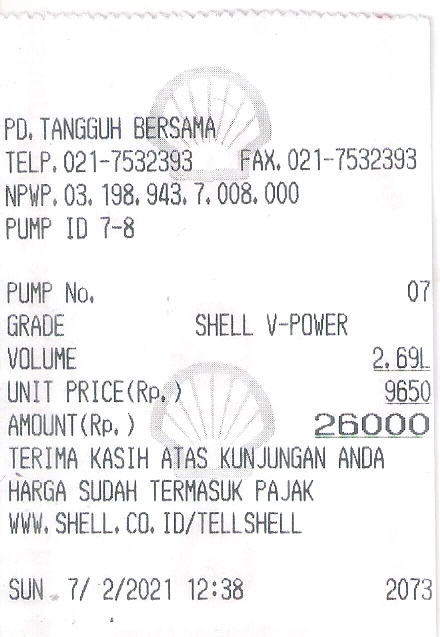 PD. TANGGUH BERSAMA
TELP. 021-7532393 FAX. 021-7532393
NPWP. 03. 198. 943. 7. 008. 000
PUMP ID 7-8
PUMP No. 07
GRADE SHELL V-POWER
VOLUME 2.69L
UNIT PRICE(Rp.) 9650
AMOUNT(Rp.) 26000
TERIMA KASIH ATAS KUNJUNGAN ANDA
HARGA SUDAH TERMASUK PAJAK
WWW.SHELL.CO.ID/TELLSHELL
SUN 7/ 2/2021 12:38 2073